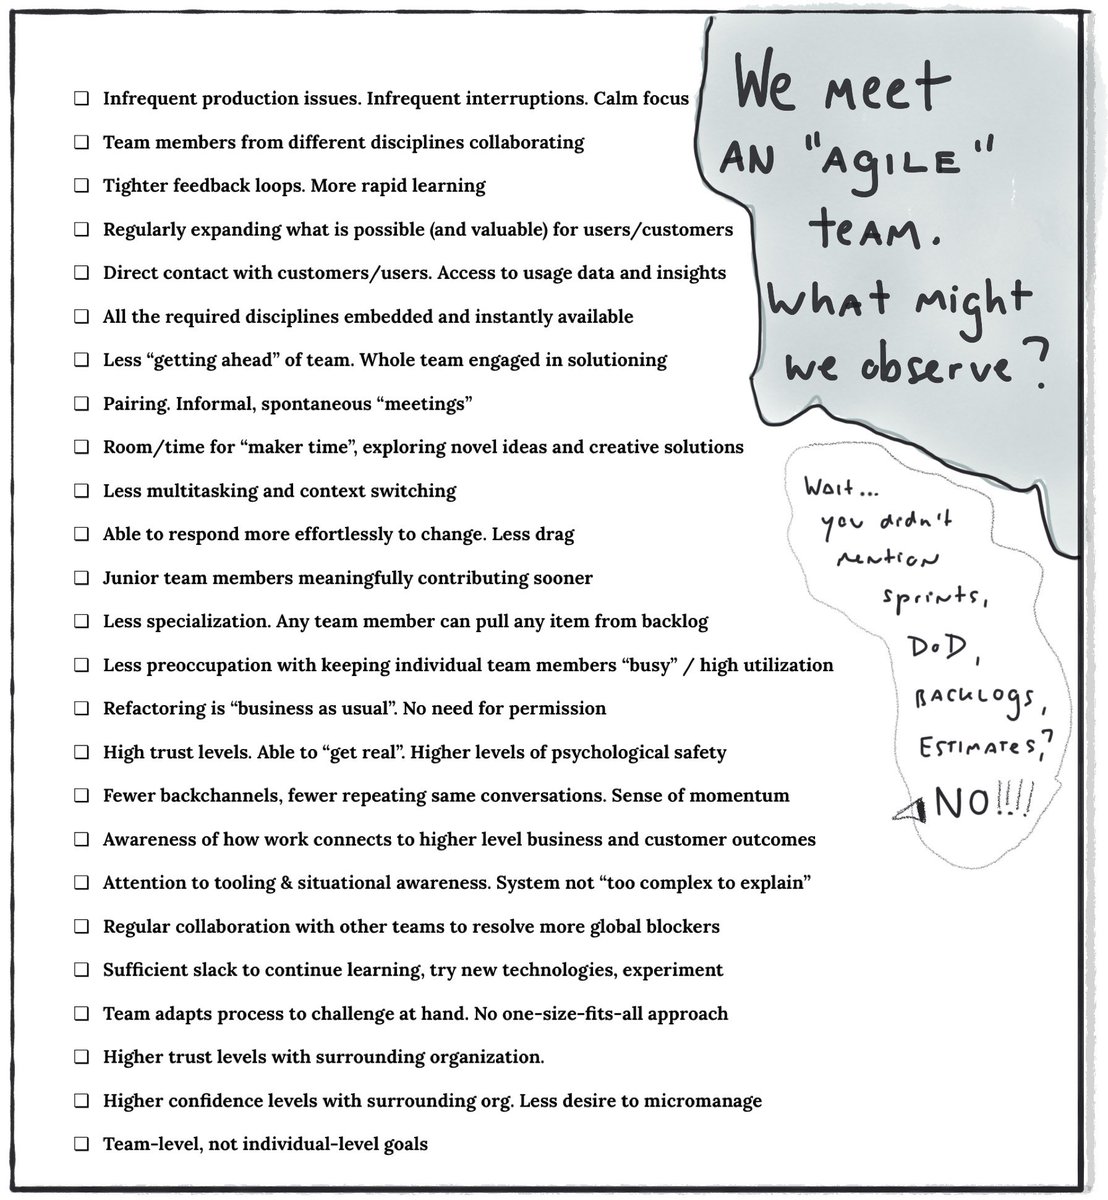 We meet
AN "AGILE"
teAM.
What might
we observe?
❏ Infrequent production issues. Infrequent interruptions. Calm focus
❏ Team members from different disciplines collaborating
❏ Tighter feedback loops. More rapid learning
❏ Regularly expanding what is possible (and valuable) for users/customers
❏ Direct contact with customers/users. Access to usage data and insights
❏ All the required disciplines embedded and instantly available
❏ Less “getting ahead” of team. Whole team engaged in solutioning
❏ Pairing. Informal, spontaneous “meetings”
❏ Room/time for “maker time”, exploring novel ideas and creative solutions
❏ Less multitasking and context switching
❏ Able to respond more effortlessly to change. Less drag
❏ Junior team members meaningfully contributing sooner
❏ Less specialization. Any team member can pull any item from backlog
❏ Less preoccupation with keeping individual team members “busy” / high utilization
❏ Refactoring is “business as usual”. No need for permission
❏ High trust levels. Able to “get real”. Higher levels of psychological safety
❏ Fewer backchannels, fewer repeating same conversations. Sense of momentum
❏ Awareness of how work connects to higher level business and customer outcomes
❏ Attention to tooling & situational awareness. System not “too complex to explain”
❏ Regular collaboration with other teams to resolve more global blockers
❏ Sufficient slack to continue learning, try new technologies, experiment
❏ Team adapts process to challenge at hand. No one-size-fits-all approach
❏ Higher trust levels with surrounding organization.
❏ Higher confidence levels with surrounding org. Less desire to micromanage
❏ Team-level, not individual-level goals
Wait...
you didn't
mention
sprints,
DoD,
BACKLOGS,
ESTIMATES?
NO!!!!